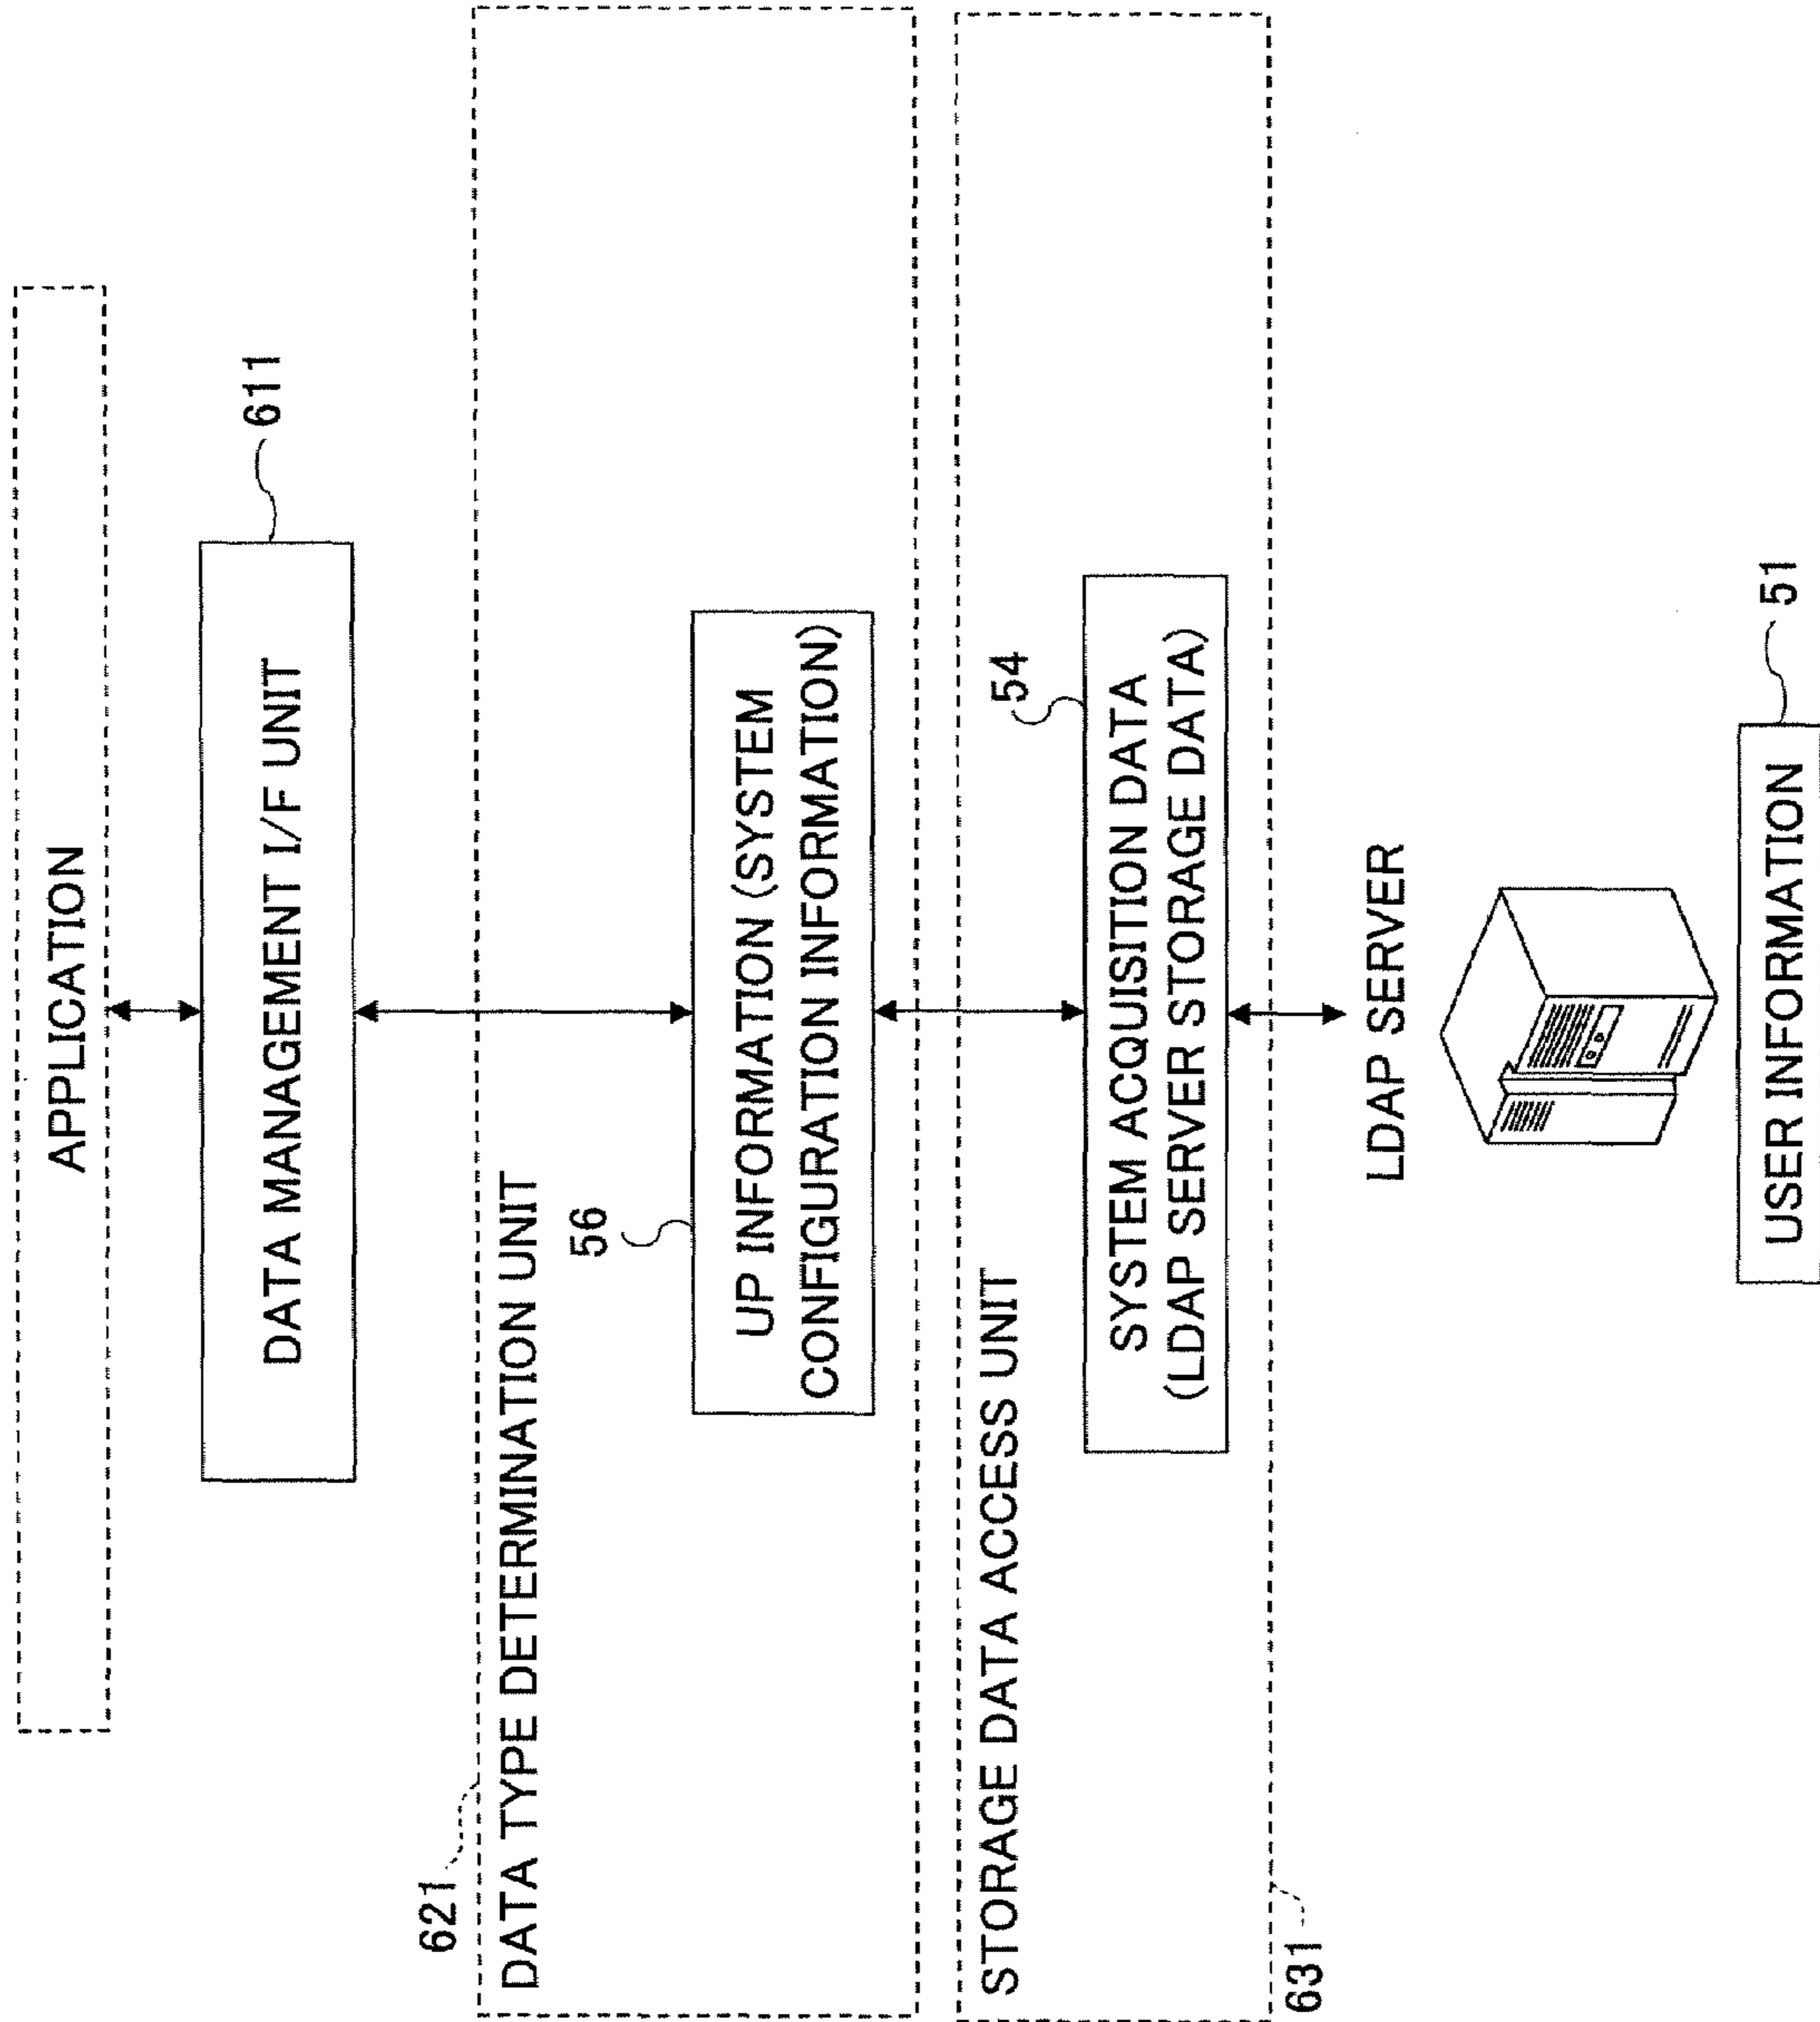 APPLICATION
DATA MANAGEMENT I/F UNIT
611
621
DATA TYPE DETERMINATION UNIT
56
UP INFORMATION (SYSTEM
CONFIGURATION INFORMATION)
STORAGE DATA ACCESS UNIT
54
SYSTEM ACQUISITION DATA
(LDAP SERVER STORAGE DATA)
631
LDAP SERVER
51
USER INFORMATION